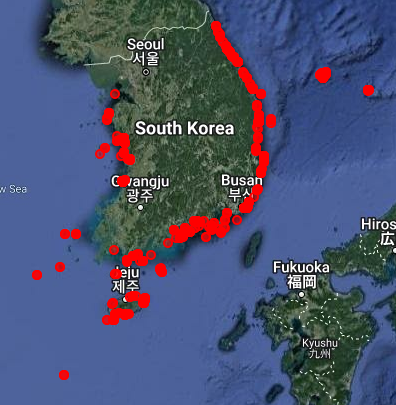 Seoul
서울
South Korea
w Sea
Gwangju
광주
Busan
부산
Jeju
제주
Hiros
広
Fukuoka
福岡
Kyushu
九州